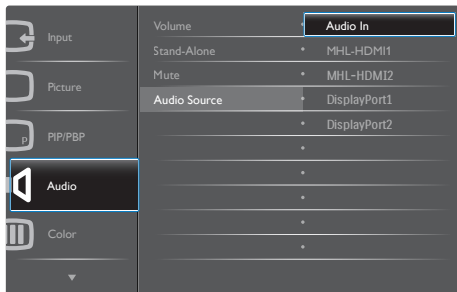 Input
Picture
p
PIP/PBP
Audio
Color
Volume
Stand-Alone
Mute
Audio Source
Audio In
MHL-HDMI1
MHL-HDMI2
DisplayPort1
DisplayPort2